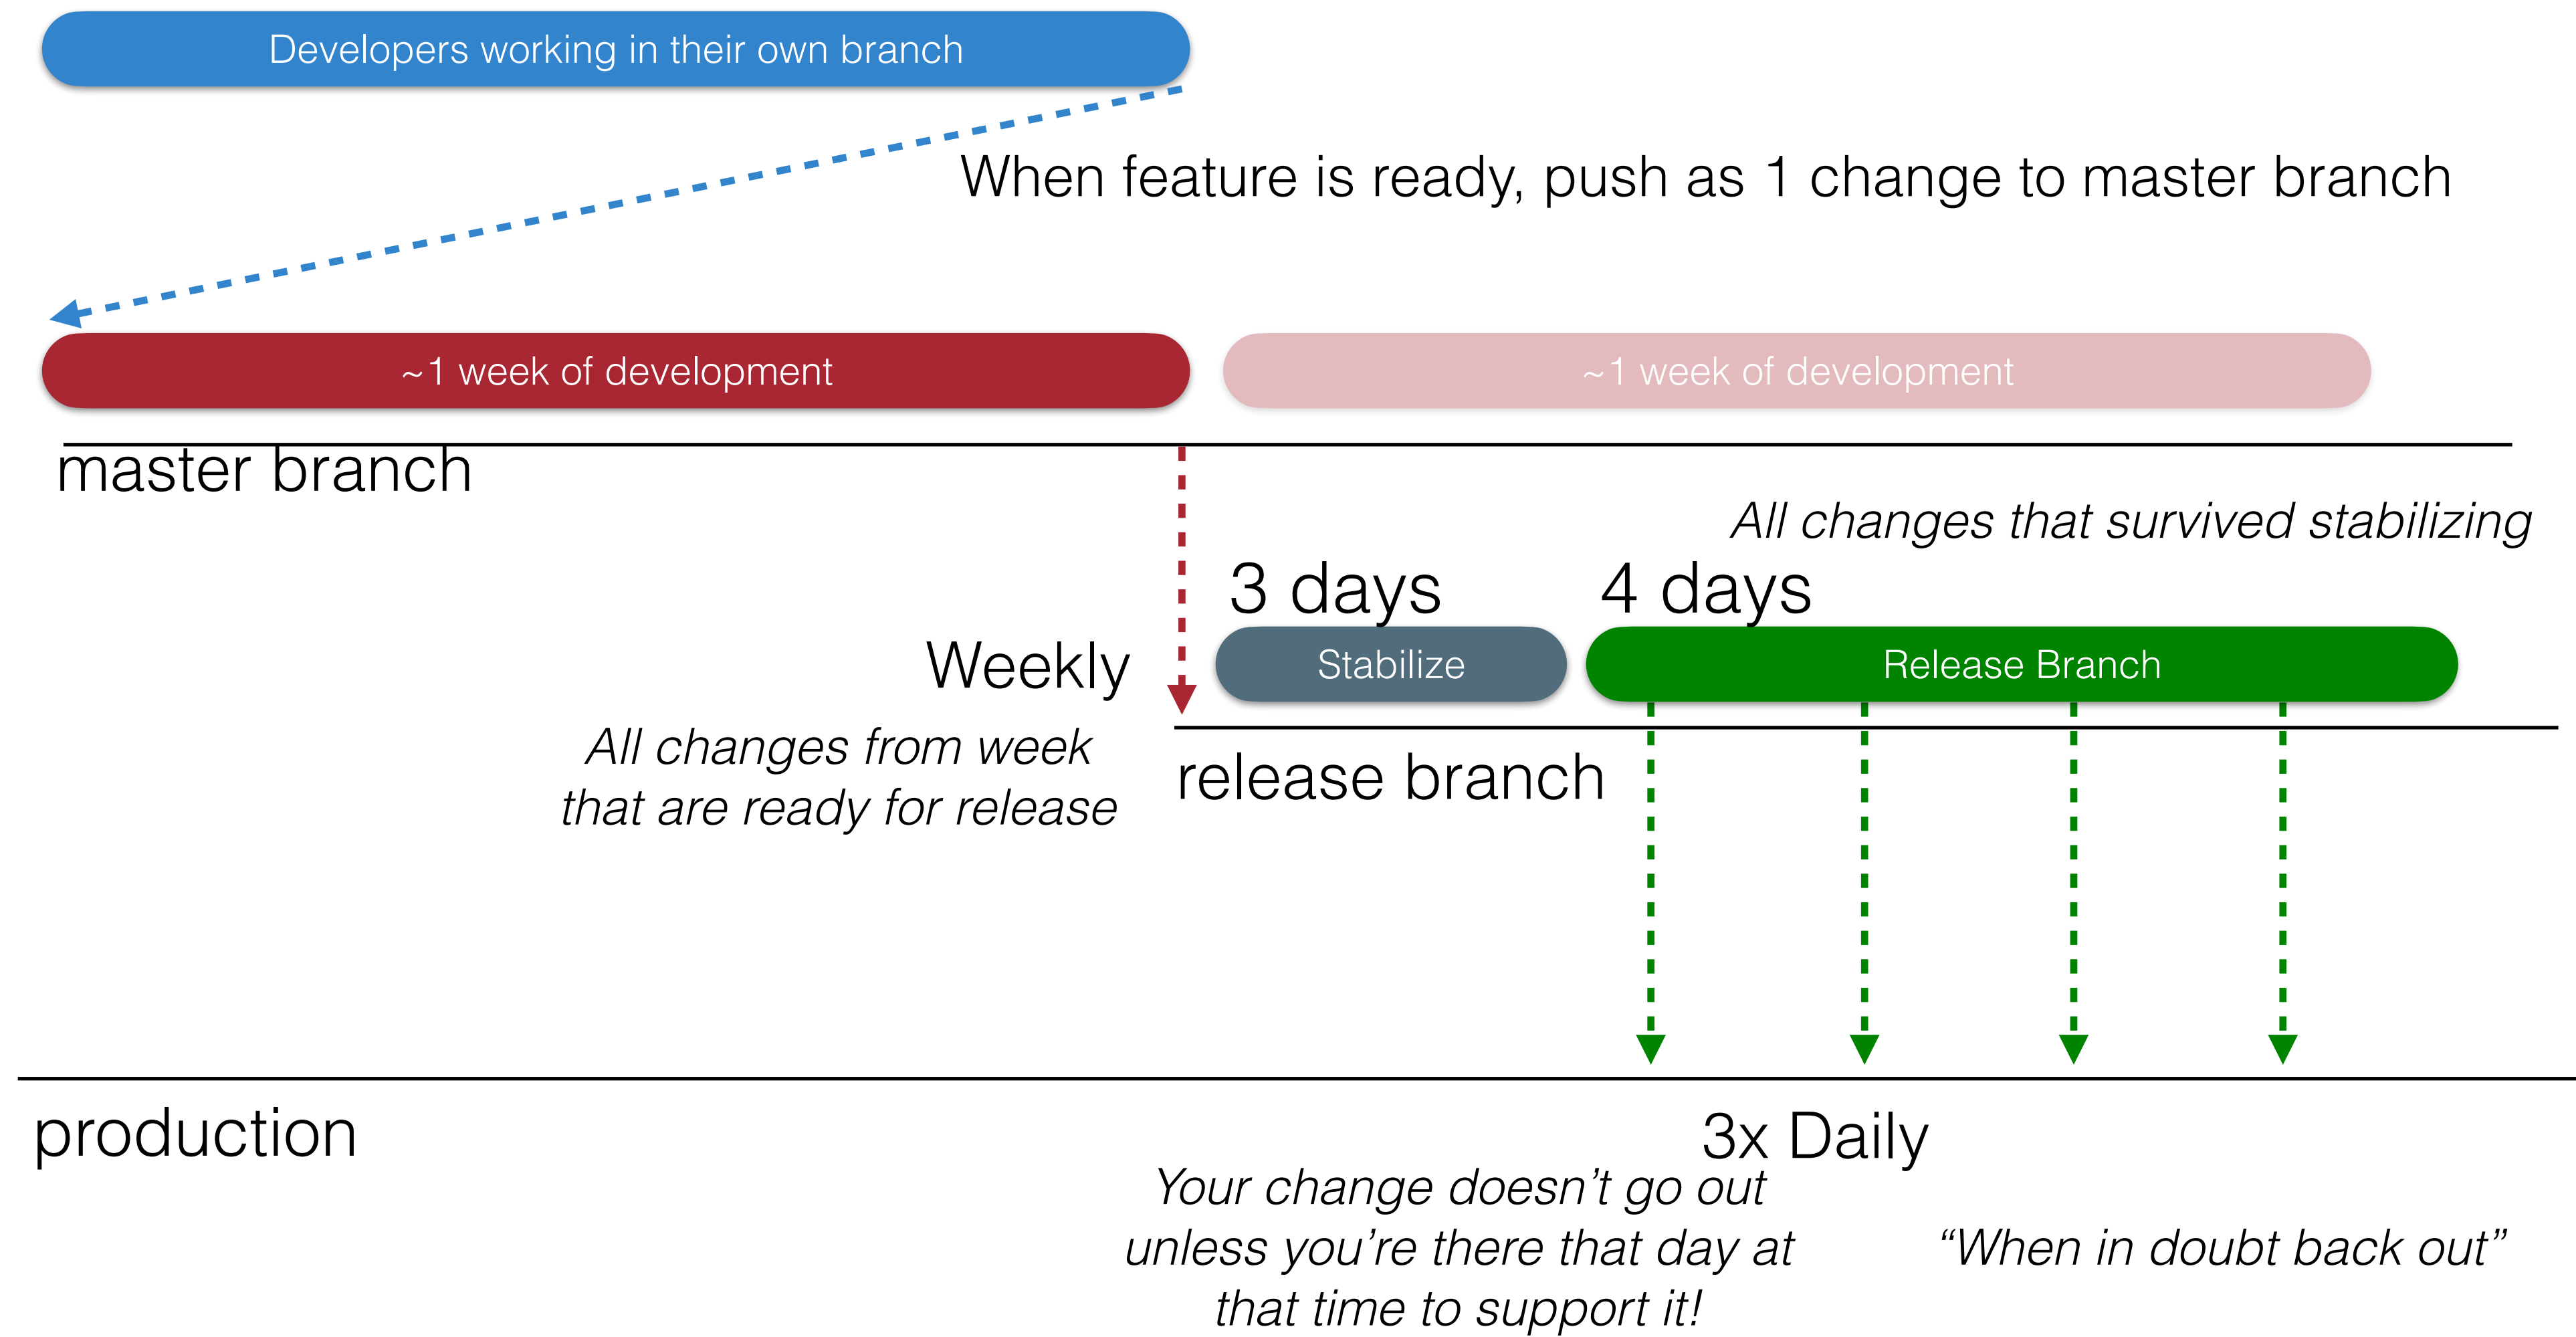 Developers working in their own branch
When feature is ready, push as 1 change to master branch
~1 week of development
~1 week of development
master branch
All changes that survived stabilizing
3 days
4 days
Weekly
Stabilize
Release Branch
All changes from week
that are ready for release
release branch
production
3x Daily
Your change doesn’t go out
unless you’re there that day at
that time to support it!
“When in doubt back out”